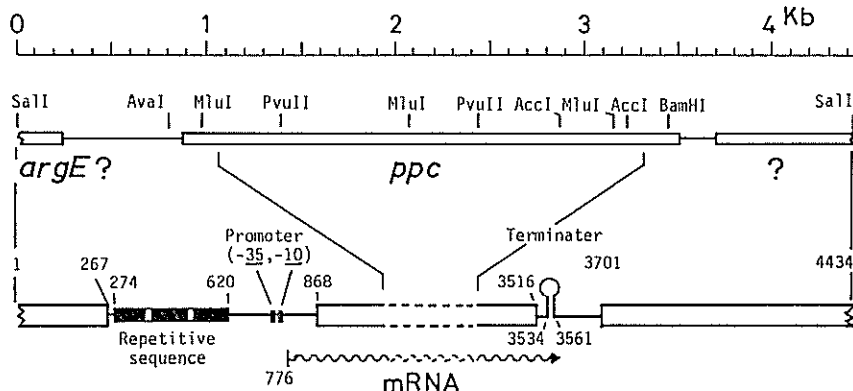 0 1 2 3 4 Kb
SalI AvaI MluI PvuII MluI PvuII AccI MluI AccI BamHI SalI
argE ? ppc ?
Promoter Terminater
(-35,-10)
1 267 274 620 868 3516 3701 4434
Repetitive sequence
3534 3561
776
mRNA